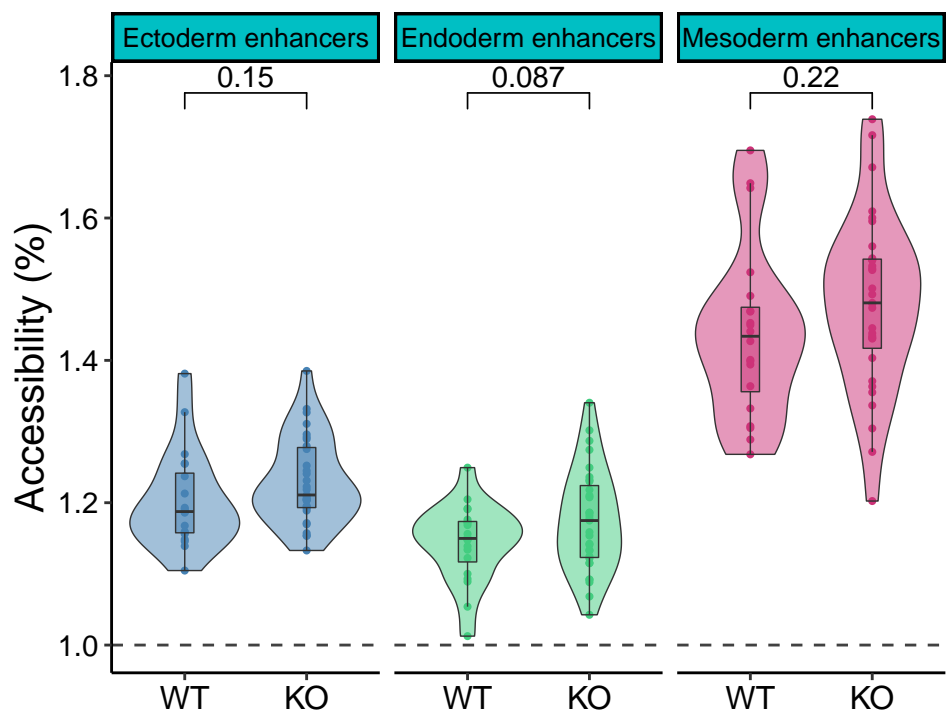 Ectoderm enhancers
Endoderm enhancers
Mesoderm enhancers
0.15
0.087
0.22
Accessibility (%)
1.8
1.6
1.4
1.2
1.0
WT
KO
WT
KO
WT
KO